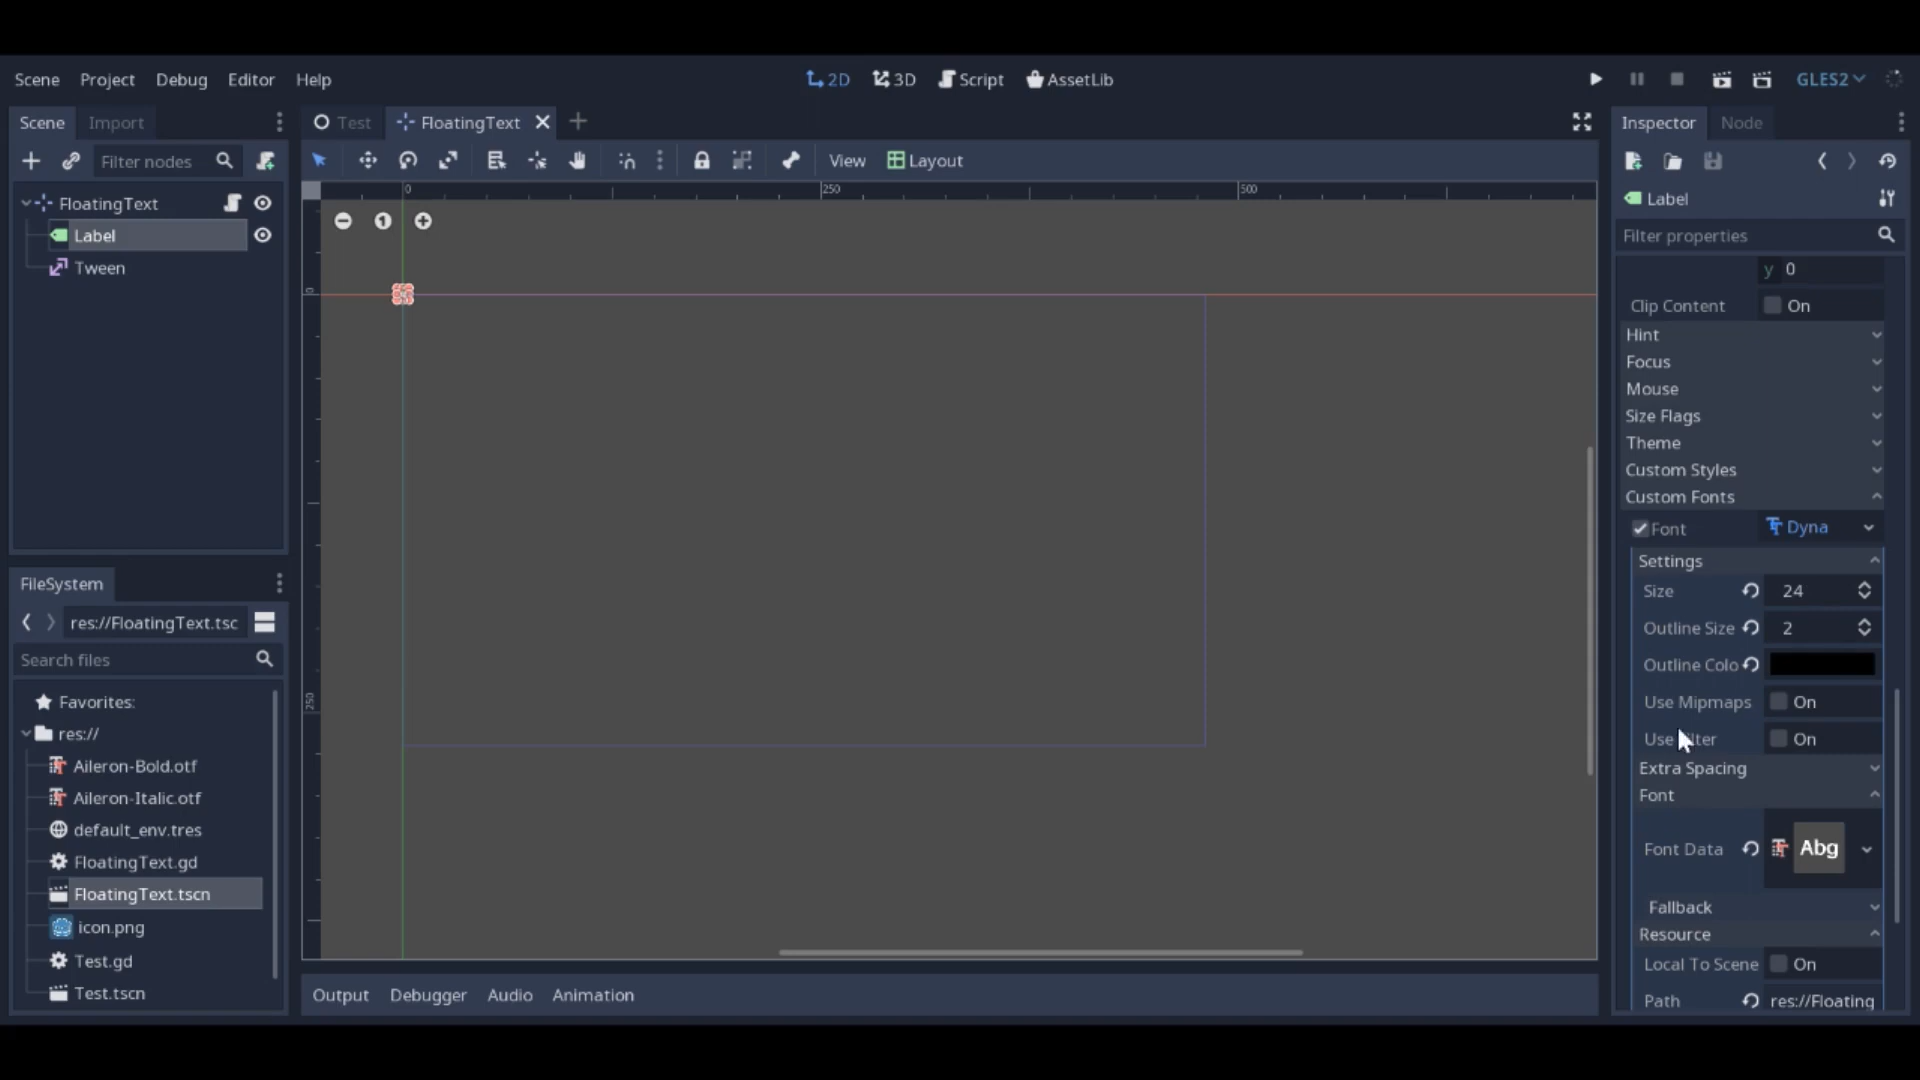 Scene Project Debug Editor Help
2D 3D Script AssetLib
GLES2
Scene Import
Test FloatingText
Inspector Node
Filter nodes
View Layout
Label
Filter properties
FloatingText
Label
Tween
0 250 500
0
250
y 0
Clip Content On
Hint
Focus
Mouse
Size Flags
Theme
Custom Styles
Custom Fonts
Font Dyna
Settings
Size 24
Outline Size 2
Outline Colo
Use Mipmaps On
Use On
Extra Spacing
Font
Font Data Abg
Fallback
Resource
Local To Scene On
Path res://Floating
FileSystem
res://FloatingText.tsc
Search files
Favorites:
res://
Aileron-Bold.otf
Aileron-Italic.otf
default_env.tres
FloatingText.gd
FloatingText.tscn
icon.png
Test.gd
Test.tscn
Output Debugger Audio Animation